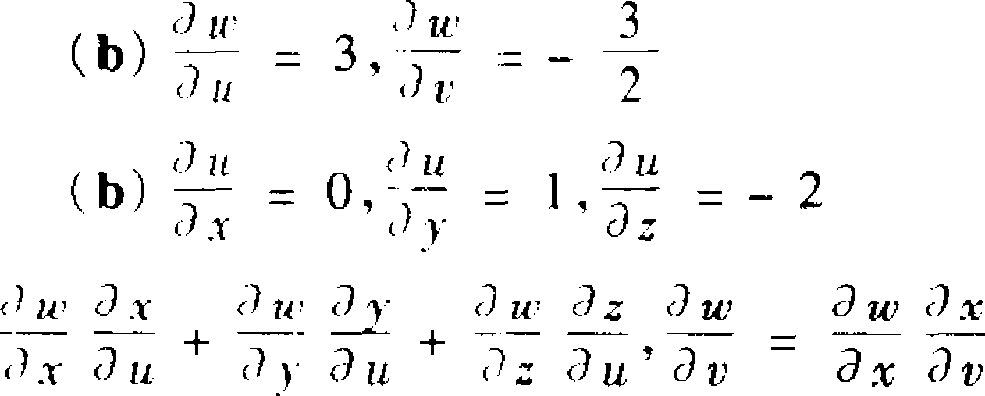 (b) ∂w/∂u = 3, ∂w/∂v = - 3/2
(b) ∂u/∂x = 0, ∂u/∂y = 1, ∂u/∂z = - 2
∂w/∂x ∂x/∂u + ∂w/∂y ∂y/∂u + ∂w/∂z ∂z/∂u, ∂w/∂v = ∂w/∂x ∂x/∂v